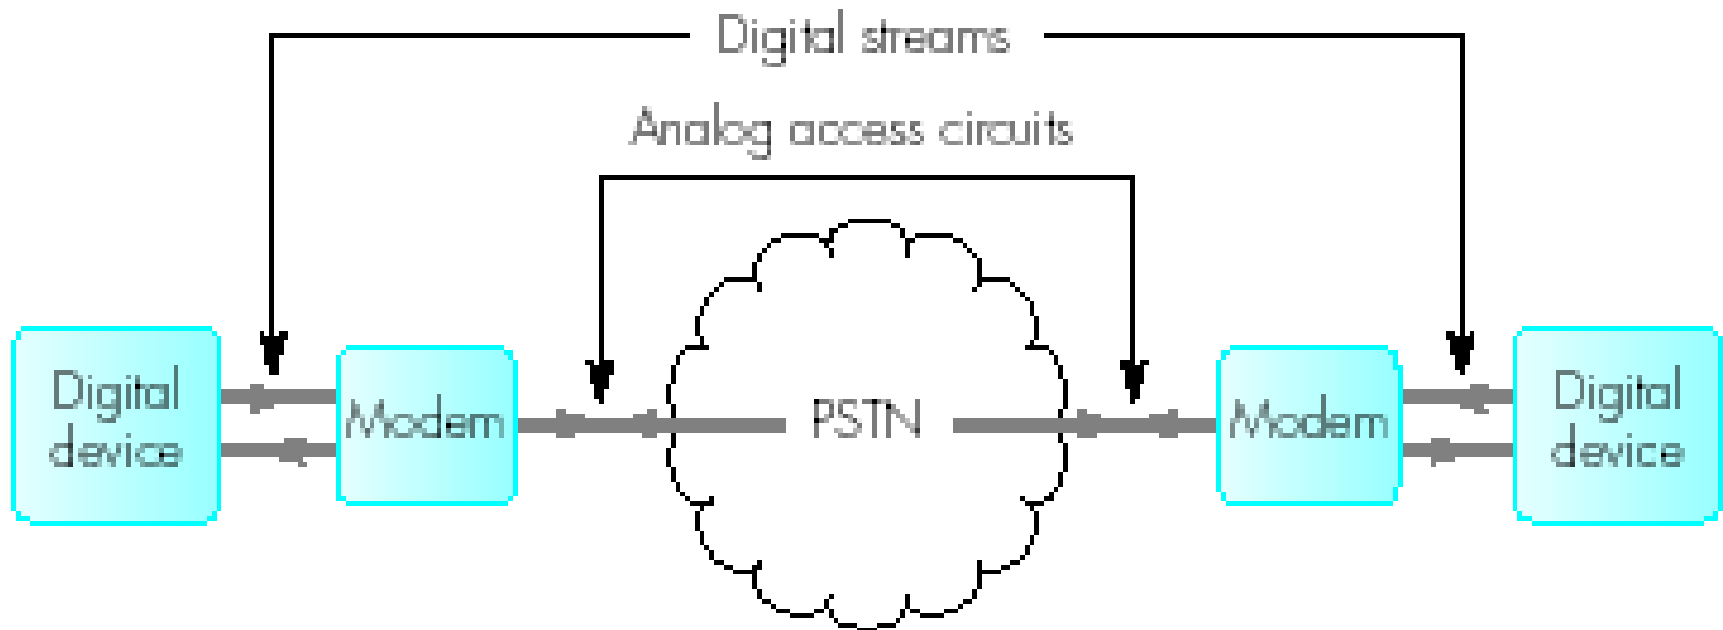 Digital streams
Analog access circuits
Digital
device
Modem
PSTN
Modem
Digital
device